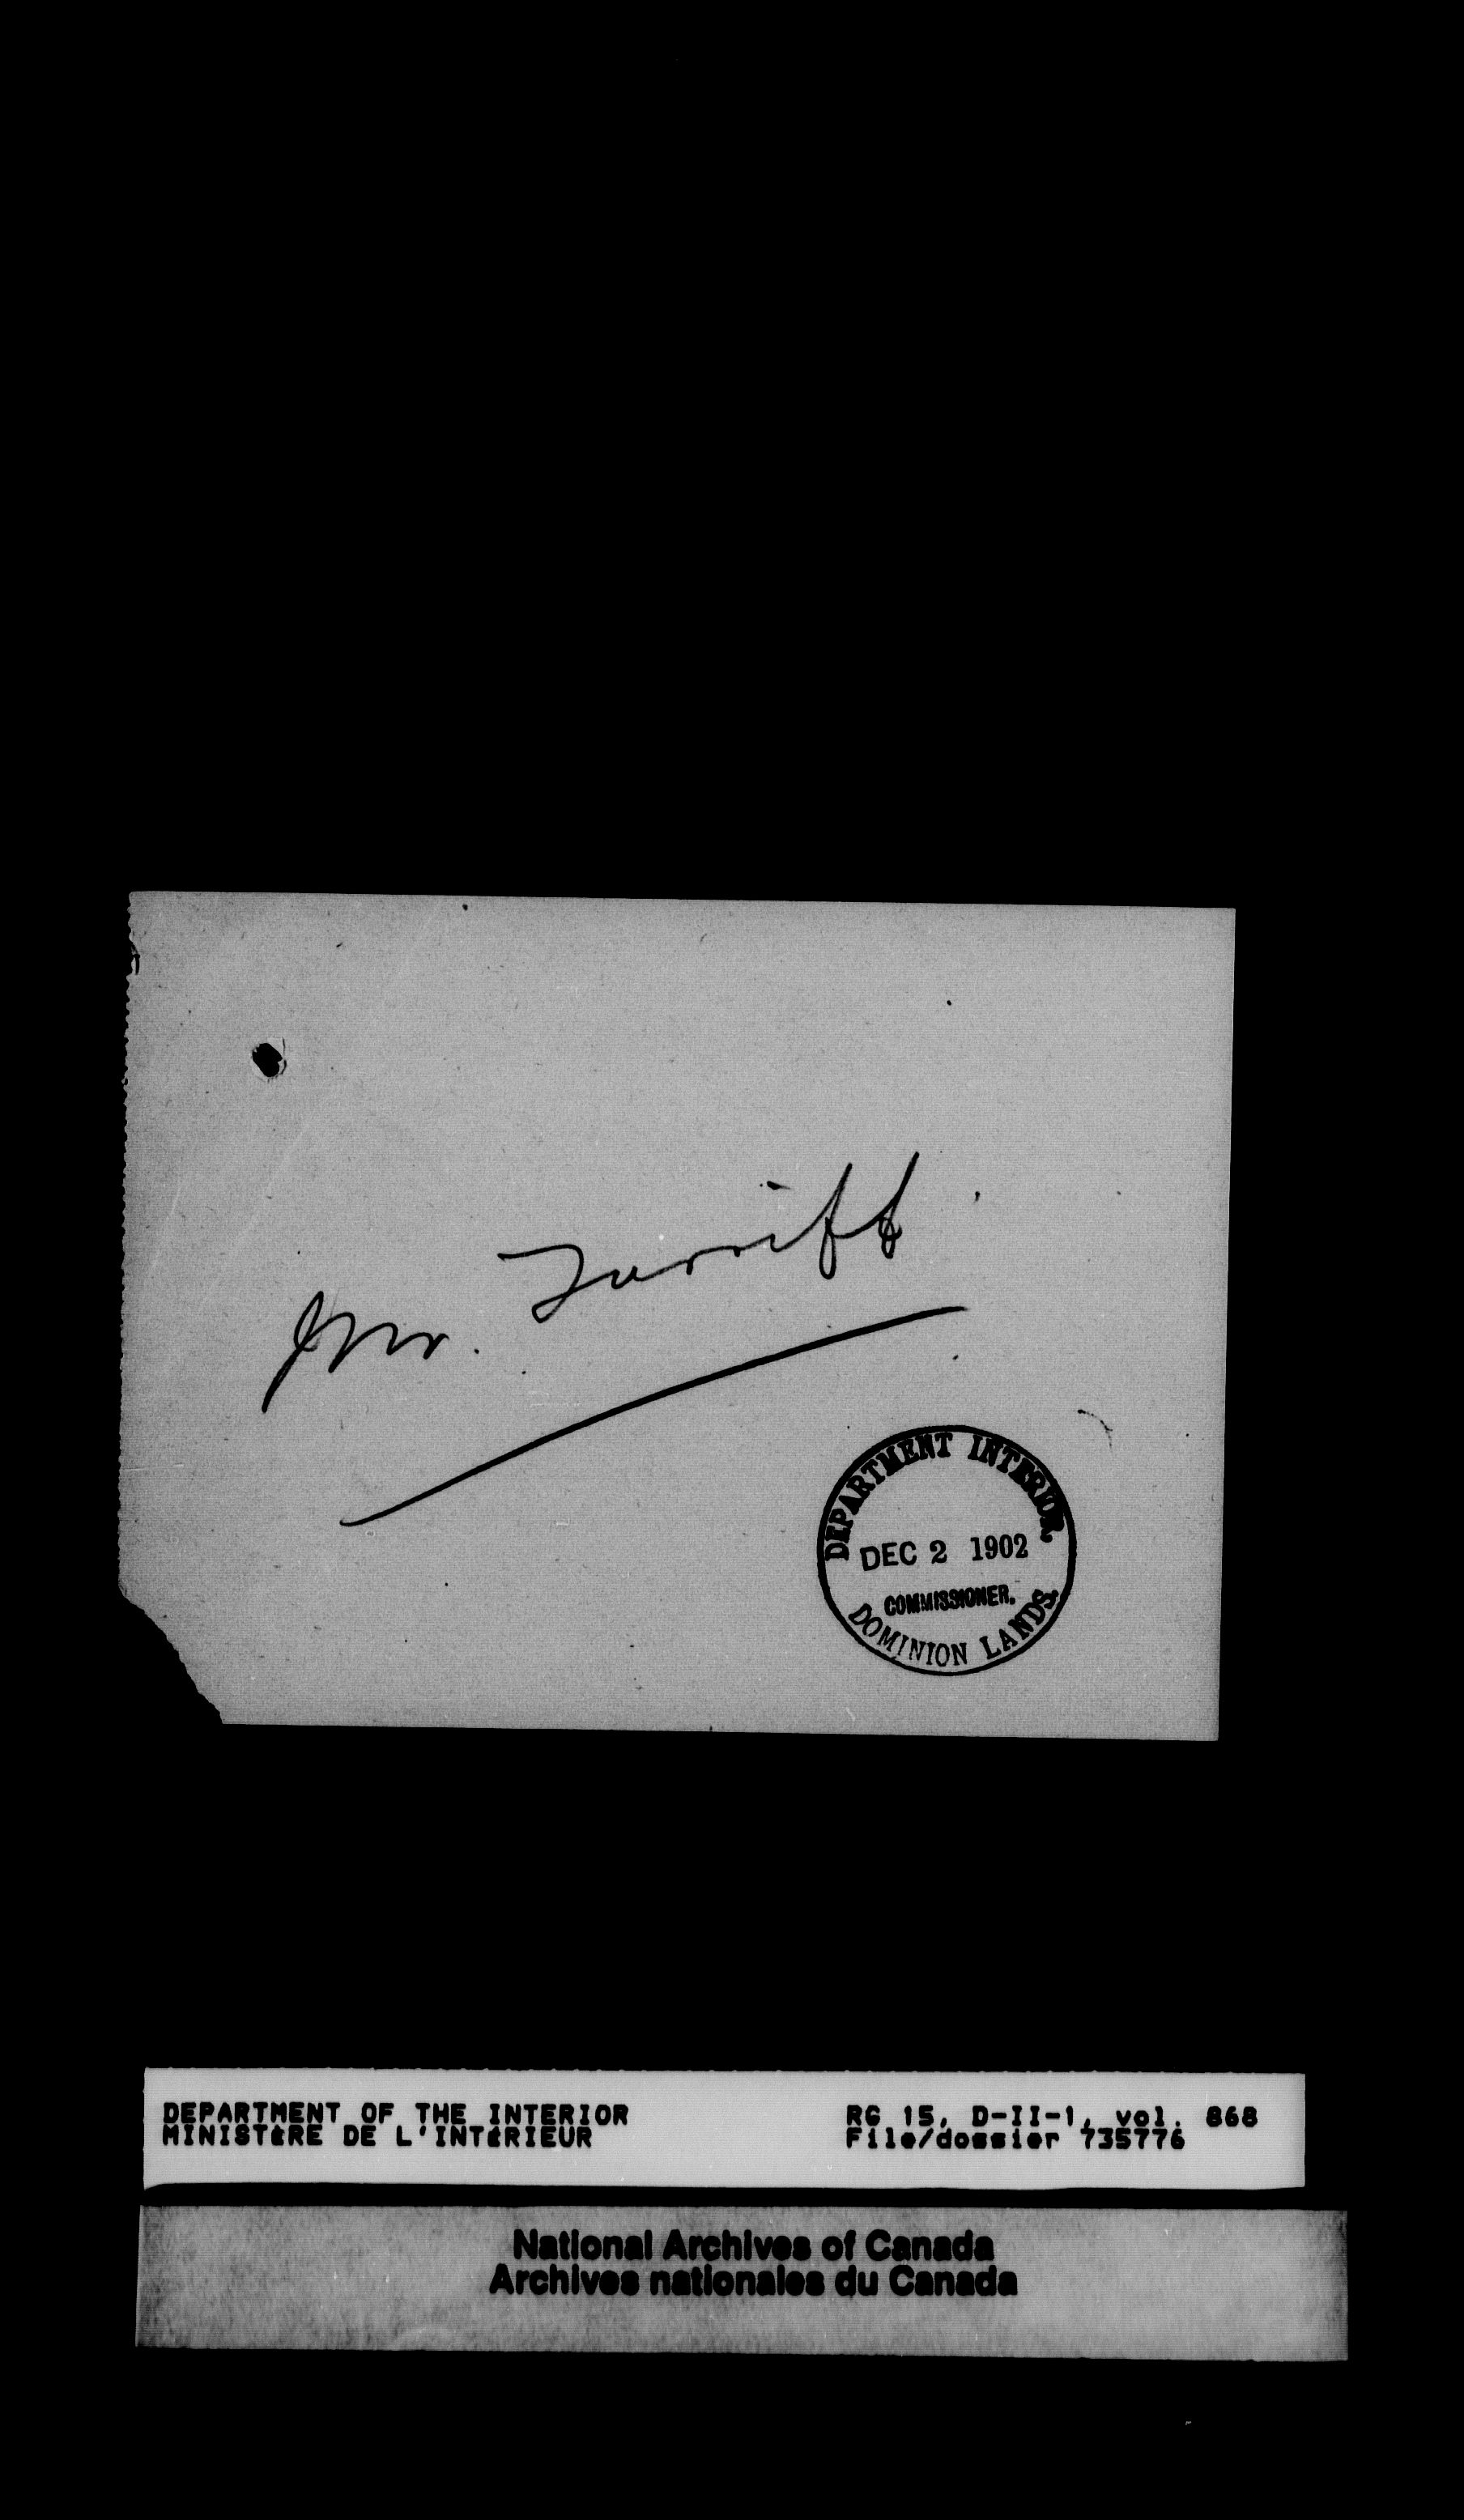 Mr. Jarritt
DEPARTMENT INTERIOR.
DEC 2 1902
COMMISSIONER.
DOMINION LANDS.
DEPARTMENT OF THE INTERIOR
MINISTÈRE DE L'INTÉRIEUR
RG 15, D-II-1, vol. 868
File/dossier 735776
National Archives of Canada
Archives nationales du Canada